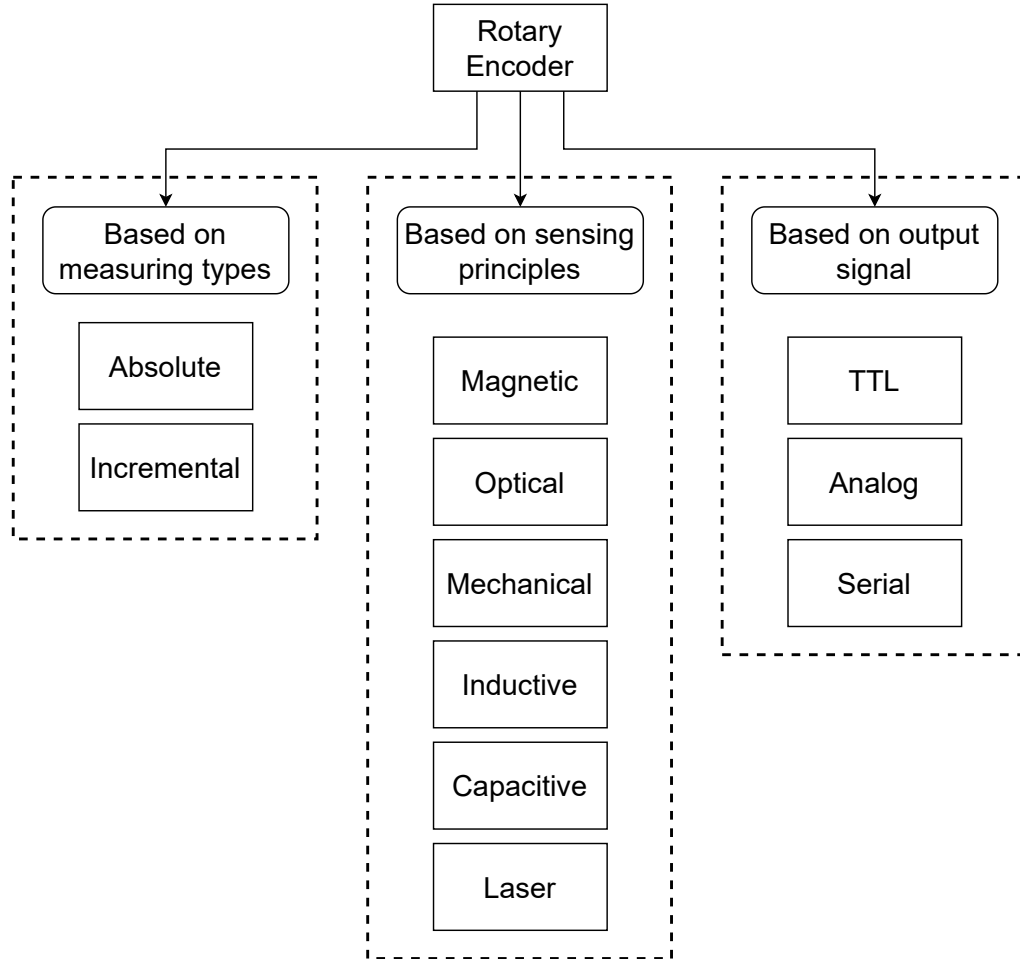 Rotary
Encoder
Based on
measuring types
Absolute
Incremental
Based on sensing
principles
Magnetic
Optical
Mechanical
Inductive
Capacitive
Laser
Based on output
signal
TTL
Analog
Serial